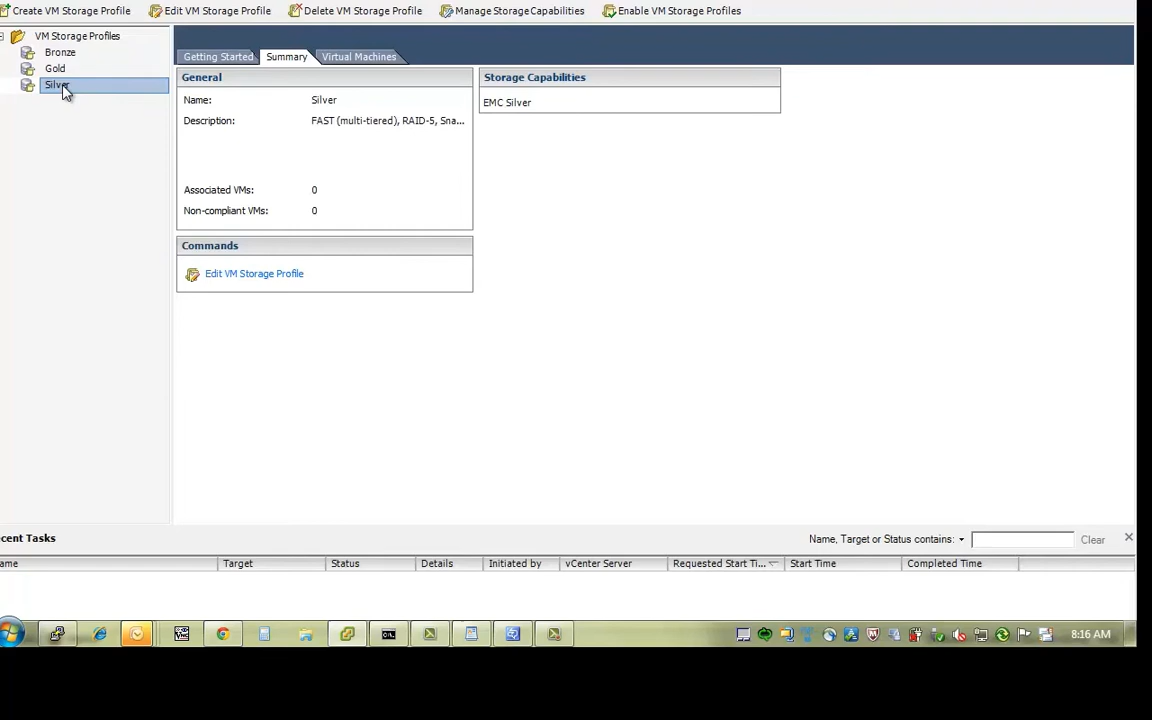 Create VM Storage Profile Edit VM Storage Profile Delete VM Storage Profile Manage Storage Capabilities Enable VM Storage Profiles
VM Storage Profiles
Bronze
Gold
Silver
Getting Started Summary Virtual Machines
General
Name: Silver
Description: FAST (multi-tiered), RAID-5, Sna...
Associated VMs: 0
Non-compliant VMs: 0
Commands
Edit VM Storage Profile
Storage Capabilities
EMC Silver
ecent Tasks Name, Target or Status contains: Clear
ame Target Status Details Initiated by vCenter Server Requested Start Ti... Start Time Completed Time
8:16 AM